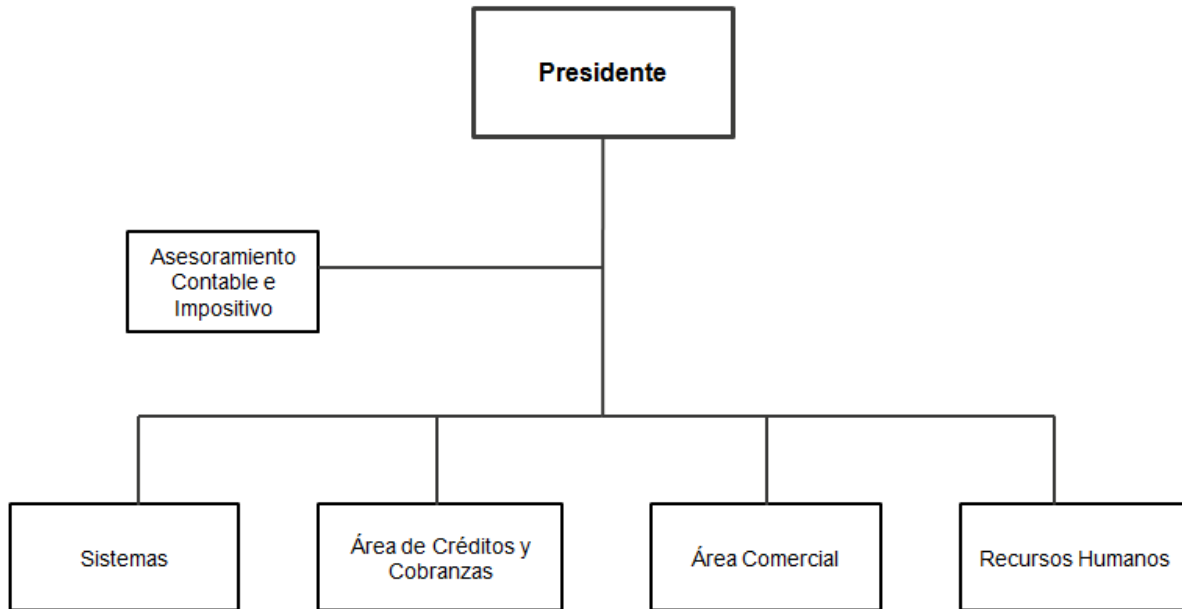 Presidente
Asesoramiento
Contable e
Impositivo
Sistemas
Área de Créditos y
Cobranzas
Área Comercial
Recursos Humanos